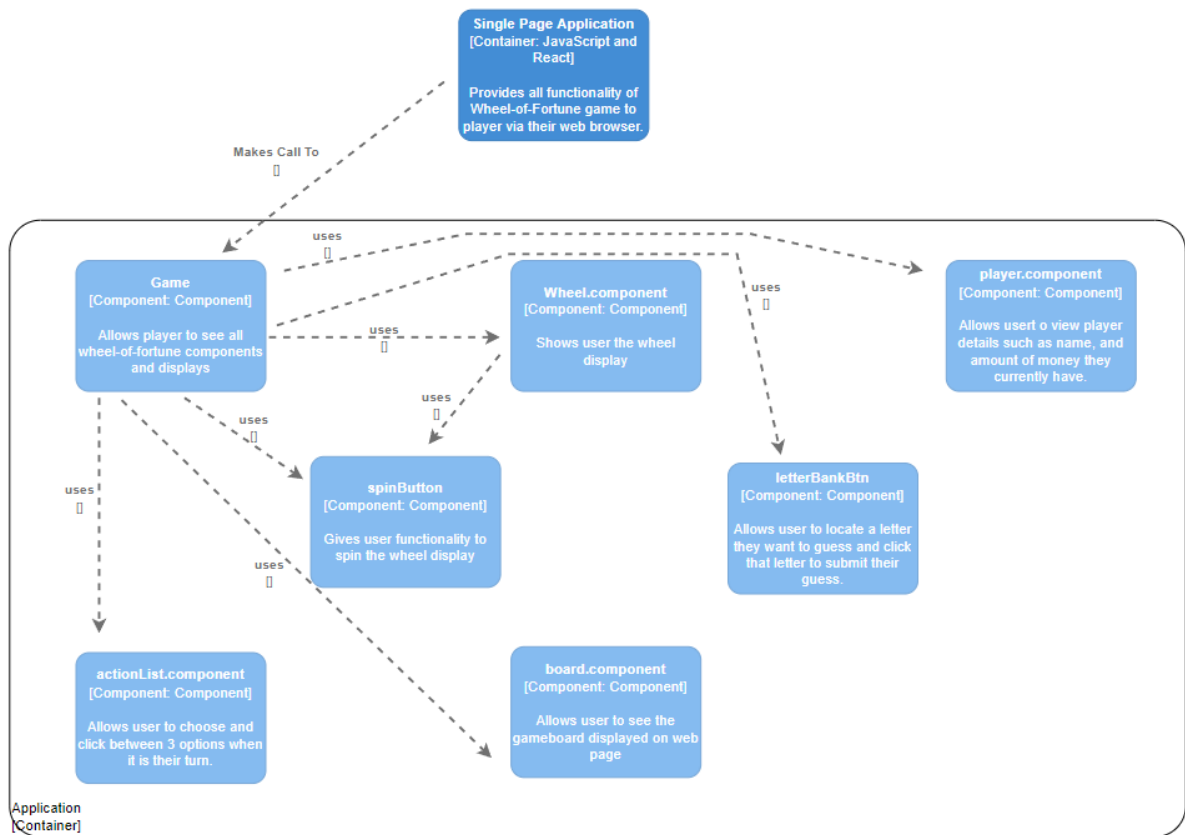 Single Page Application
[Container: JavaScript and
React]
Provides all functionality of
Wheel-of-Fortune game to
player via their web browser.
Makes Call To
[]
uses
[]
Game
[Component: Component]
Allows player to see all
wheel-of-fortune components
and displays
uses
[]
Wheel.component
[Component: Component]
Shows user the wheel
display
uses
[]
player.component
[Component: Component]
Allows usert o view player
details such as name, and
amount of money they
currently have.
uses
[]
uses
[]
uses
[]
spinButton
[Component: Component]
Gives user functionality to
spin the wheel display
letterBankBtn
[Component: Component]
Allows user to locate a letter
they want to guess and click
that letter to submit their
guess.
uses
[]
actionList.component
[Component: Component]
Allows user to choose and
click between 3 options when
it is their turn.
board.component
[Component: Component]
Allows user to see the
gameboard displayed on web
page
Application
[Container]